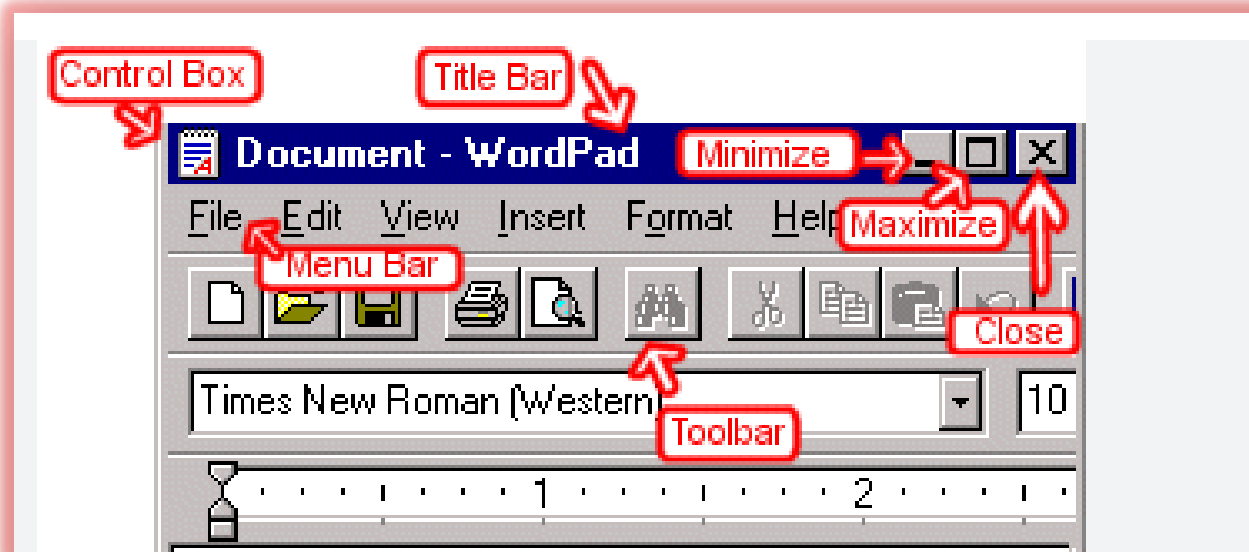 Control Box
Title Bar
Document - WordPad
Minimize
File Edit View Insert Format Help
Maximize
Menu Bar
Close
Times New Roman (Western)
10
Toolbar
1 2